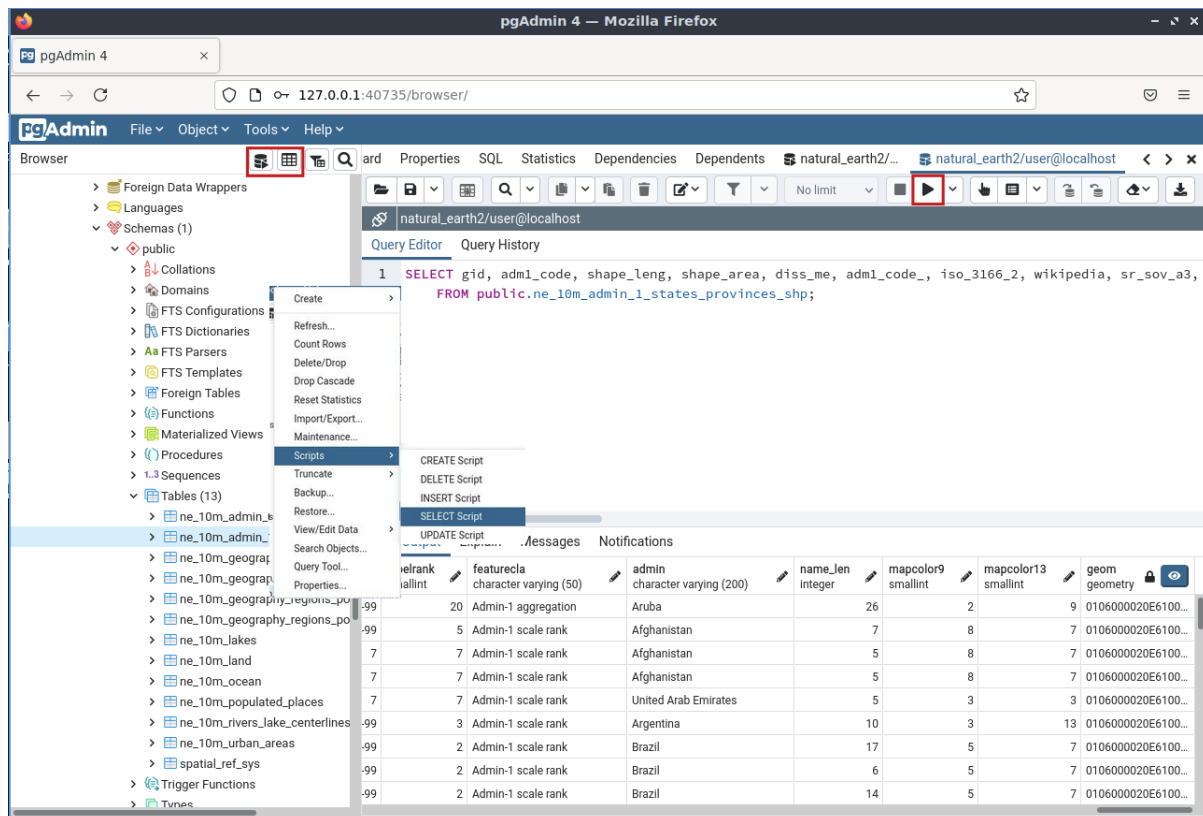 pgAdmin 4 — Mozilla Firefox
pgAdmin 4
127.0.0.1:40735/browser/
pgAdmin File Object Tools Help
Browser
ard Properties SQL Statistics Dependencies Dependents natural_earth2/... natural_earth2/user@localhost
No limit
natural_earth2/user@localhost
Query Editor Query History
1 SELECT gid, adm1_code, shape_leng, shape_area, diss_me, adm1_code_, iso_3166_2, wikipedia, sr_sov_a3,
FROM public.ne_10m_admin_1_states_provinces_shp;
Foreign Data Wrappers
Languages
Schemas (1)
public
Collations
Domains
FTS Configurations
FTS Dictionaries
FTS Parsers
FTS Templates
Foreign Tables
Functions
Materialized Views
Procedures
1..3 Sequences
Tables (13)
ne_10m_admin_
ne_10m_admin_
ne_10m_geograp
ne_10m_geograp
ne_10m_geography_regions_po
ne_10m_geography_regions_po
ne_10m_lakes
ne_10m_land
ne_10m_ocean
ne_10m_populated_places
ne_10m_rivers_lake_centerlines
ne_10m_urban_areas
spatial_ref_sys
Trigger Functions
Types
Create
Refresh...
Count Rows
Delete/Drop
Drop Cascade
Reset Statistics
Import/Export...
Maintenance...
Scripts
Truncate
Backup...
Restore...
View/Edit Data
Search Objects...
Query Tool...
Properties...
CREATE Script
DELETE Script
INSERT Script
SELECT Script
UPDATE Script
Messages Notifications
featurecla admin name_len mapcolor9 mapcolor13 geom
character varying (50) character varying (200) integer smallint smallint geometry
-99 20 Admin-1 aggregation Aruba 26 2 9 0106000020E6100...
-99 5 Admin-1 scale rank Afghanistan 7 8 7 0106000020E6100...
7 7 Admin-1 scale rank Afghanistan 5 8 7 0106000020E6100...
7 7 Admin-1 scale rank Afghanistan 5 8 7 0106000020E6100...
7 7 Admin-1 scale rank United Arab Emirates 5 3 3 0106000020E6100...
-99 3 Admin-1 scale rank Argentina 10 3 13 0106000020E6100...
-99 2 Admin-1 scale rank Brazil 17 5 7 0106000020E6100...
-99 2 Admin-1 scale rank Brazil 6 5 7 0106000020E6100...
-99 2 Admin-1 scale rank Brazil 14 5 7 0106000020E6100...